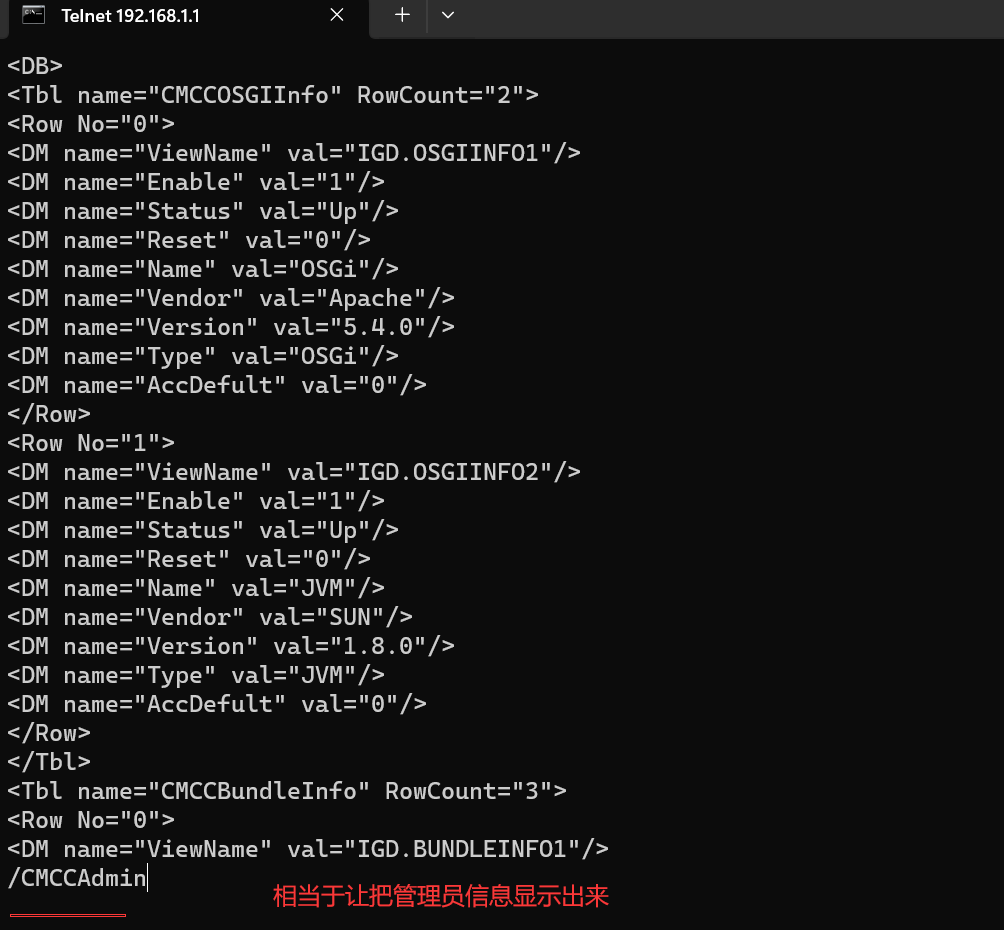 Telnet 192.168.1.1
<DB>
<Tbl name="CMCCOSGIInfo" RowCount="2">
<Row No="0">
<DM name="ViewName" val="IGD.OSGIINFO1"/>
<DM name="Enable" val="1"/>
<DM name="Status" val="Up"/>
<DM name="Reset" val="0"/>
<DM name="Name" val="OSGi"/>
<DM name="Vendor" val="Apache"/>
<DM name="Version" val="5.4.0"/>
<DM name="Type" val="OSGi"/>
<DM name="AccDefult" val="0"/>
</Row>
<Row No="1">
<DM name="ViewName" val="IGD.OSGIINFO2"/>
<DM name="Enable" val="1"/>
<DM name="Status" val="Up"/>
<DM name="Reset" val="0"/>
<DM name="Name" val="JVM"/>
<DM name="Vendor" val="SUN"/>
<DM name="Version" val="1.8.0"/>
<DM name="Type" val="JVM"/>
<DM name="AccDefult" val="0"/>
</Row>
</Tbl>
<Tbl name="CMCCBundleInfo" RowCount="3">
<Row No="0">
<DM name="ViewName" val="IGD.BUNDLEINFO1"/>
/CMCCAdmin
相当于让把管理员信息显示出来